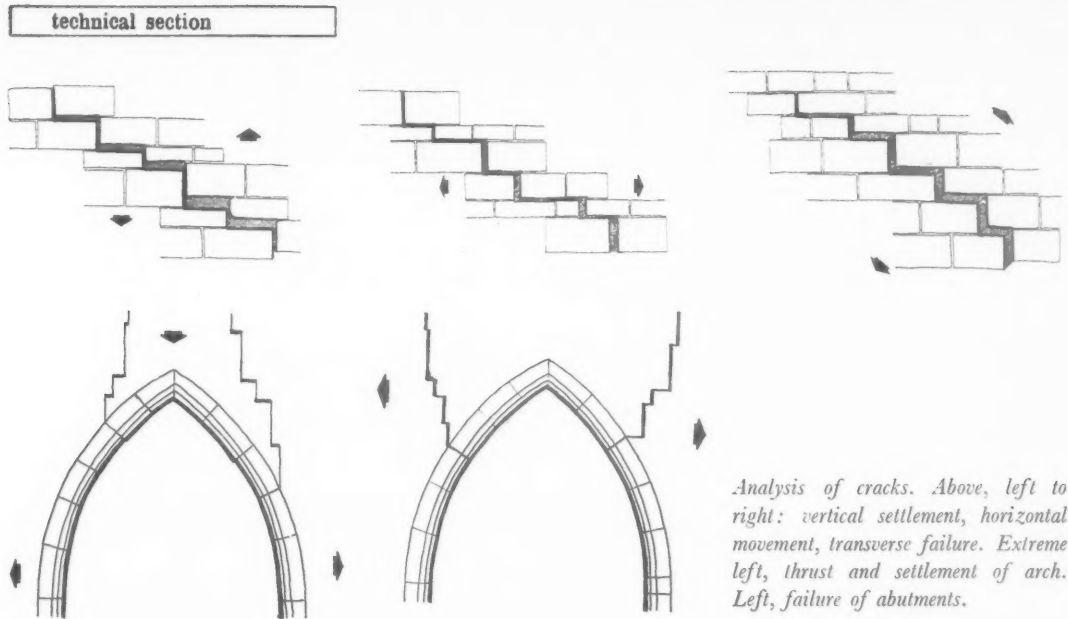 technical section
Analysis of cracks. Above, left to
right: vertical settlement, horizontal
movement, transverse failure. Extreme
left, thrust and settlement of arch.
Left, failure of abutments.